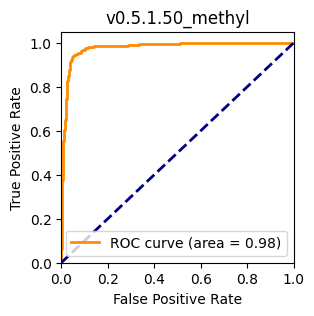 v0.5.1.50_methyl
True Positive Rate
1.0
0.8
0.6
0.4
0.2
0.0
ROC curve (area = 0.98)
0.0 0.2 0.4 0.6 0.8 1.0
False Positive Rate